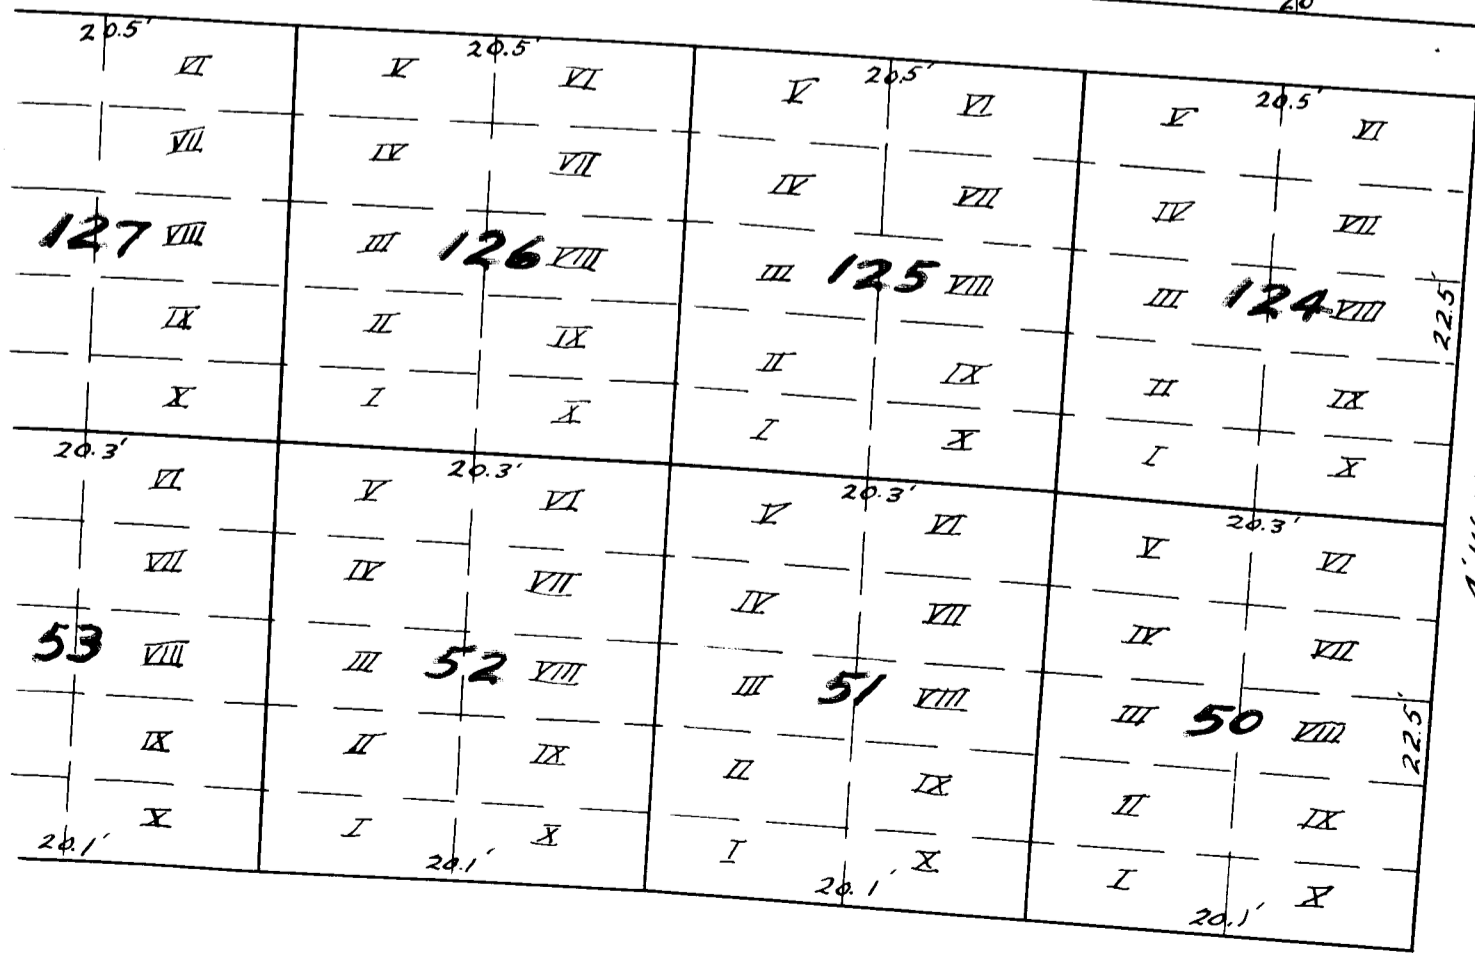 20
20.5' 20.5' 20.5' 20.5'
VI V VI V VI V VI
VII IV VII IV VII IV VII
127 VIII III 126 VIII III 125 VIII III 124 VIII 22.5'
IX II IX II IX II IX
X I X I X I X
20.3' 20.3' 20.3' 20.3'
VI V VI V VI V VI
VII IV VII IV VII IV VII
53 VIII III 52 VIII III 51 VIII III 50 VIII 22.5'
IX II IX II IX II IX
X I X I X I X
20.1' 20.1' 20.1' 20.1'